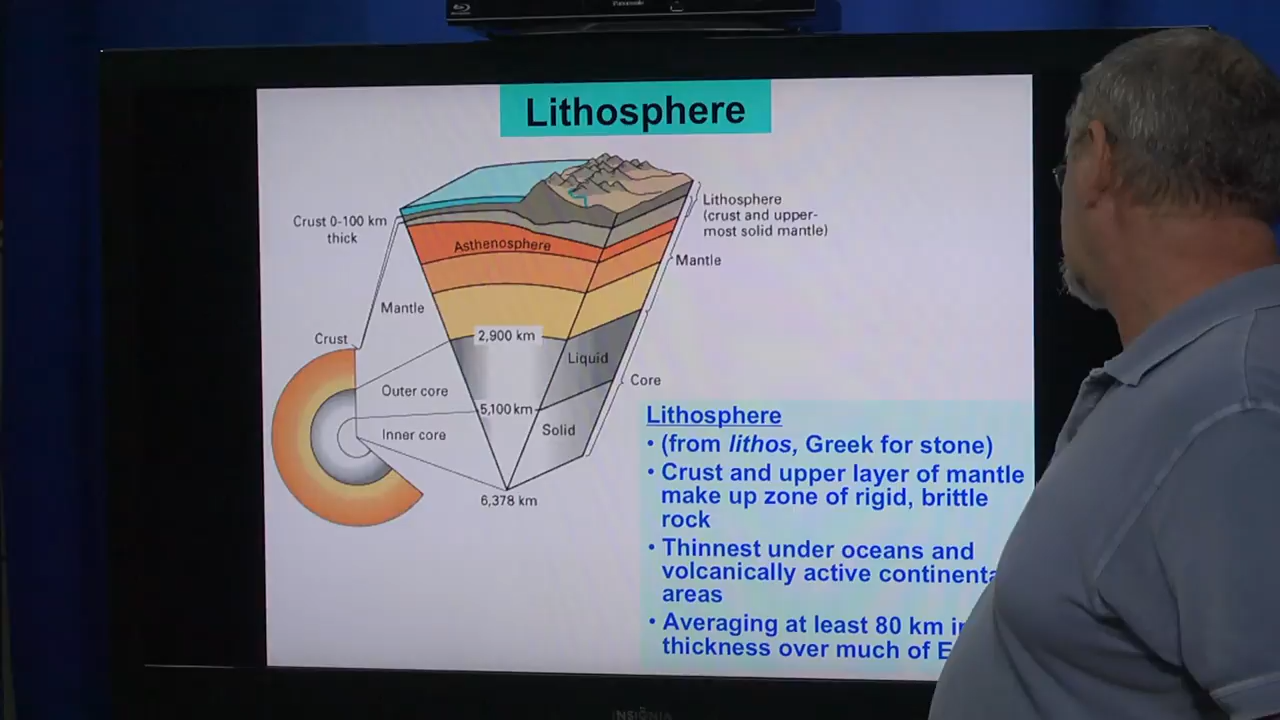 Panasonic
Lithosphere
Crust 0-100 km
thick
Lithosphere
(crust and upper-
most solid mantle)
Asthenosphere
Mantle
Mantle
Crust
2,900 km
Liquid
Outer core
Core
5,100 km
Inner core
Solid
6,378 km
Lithosphere
• (from lithos, Greek for stone)
• Crust and upper layer of mantle
make up zone of rigid, brittle
rock
• Thinnest under oceans and
volcanically active
areas
• Averaging at least 80 km
thickness over much of
INSIGNIA